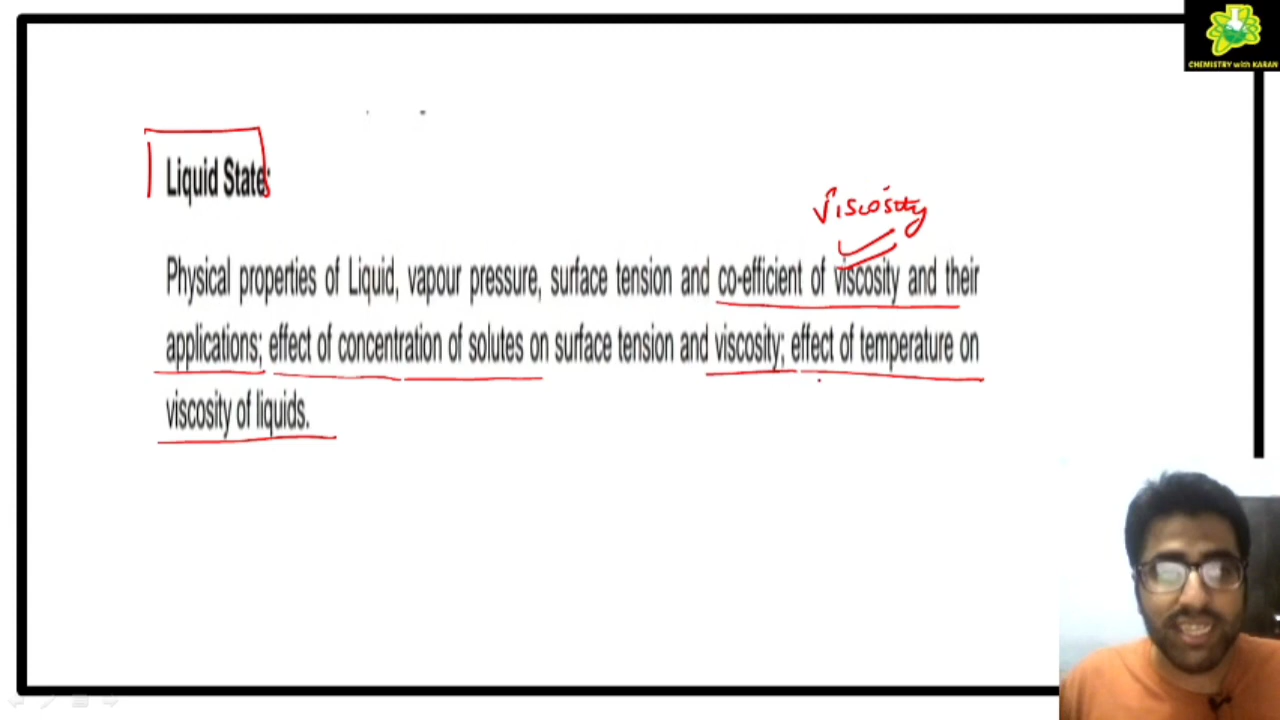 CHEMISTRY with KARAN
Liquid State:
Viscosity
Physical properties of Liquid, vapour pressure, surface tension and co-efficient of viscosity and their
applications; effect of concentration of solutes on surface tension and viscosity; effect of temperature on
viscosity of liquids.